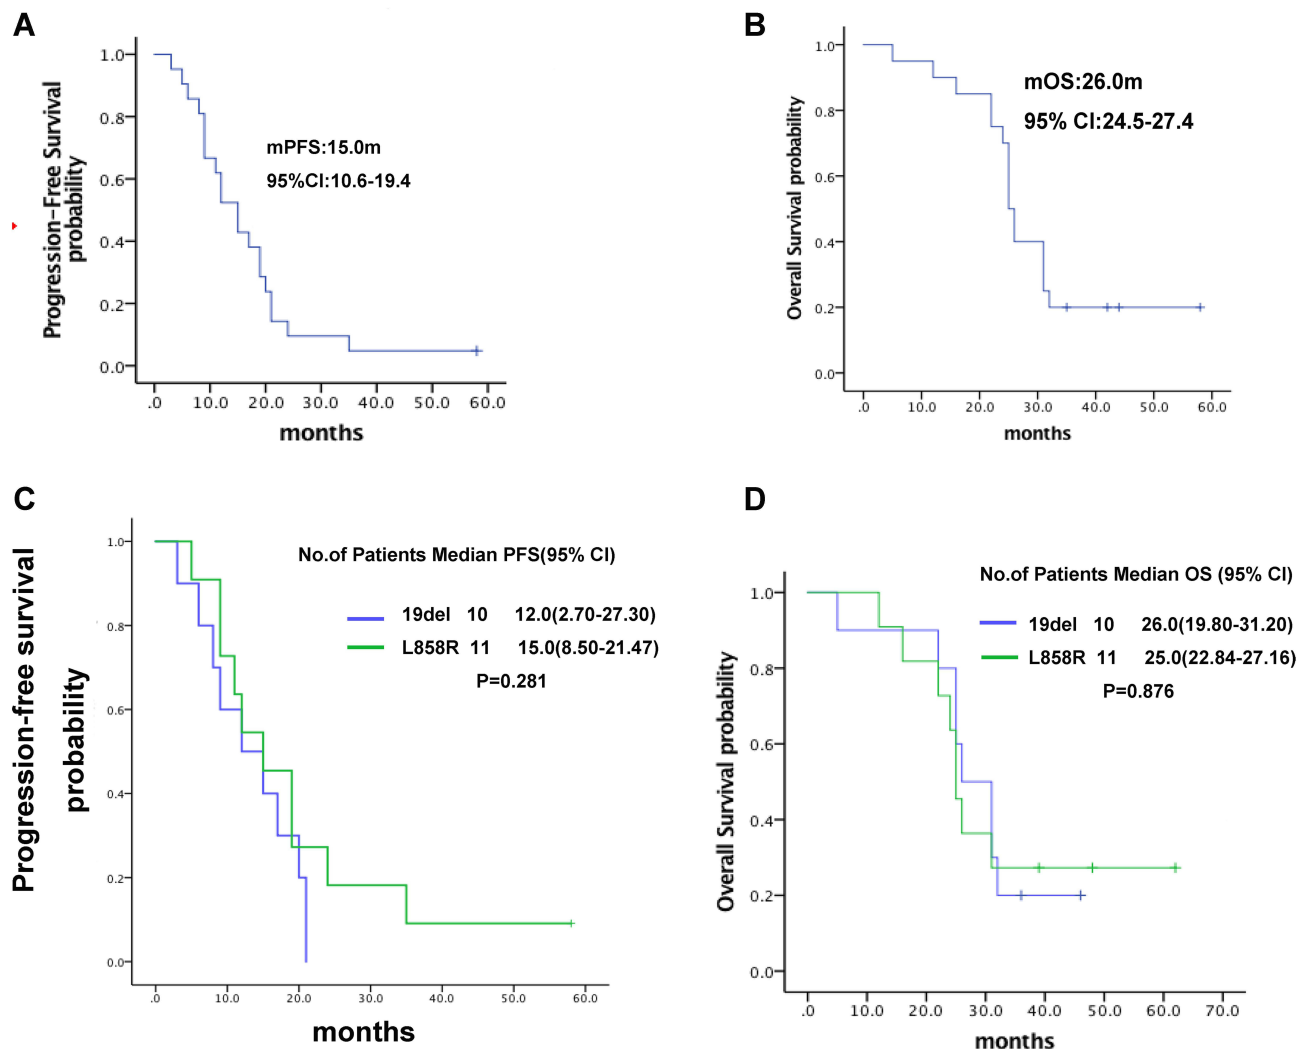 A
1.0
0.8
0.6
0.4
0.2
0.0
Progression-Free Survival
probability
mPFS:15.0m
95%CI:10.6-19.4
.0 10.0 20.0 30.0 40.0 50.0 60.0
months
B
1.0
0.8
0.6
0.4
0.2
0.0
Overall Survival probability
mOS:26.0m
95% CI:24.5-27.4
.0 10.0 20.0 30.0 40.0 50.0 60.0
months
C
1.0
0.8
0.6
0.4
0.2
0.0
Progression-free survival
probability
No.of Patients Median PFS(95% CI)
19del 10 12.0(2.70-27.30)
L858R 11 15.0(8.50-21.47)
P=0.281
.0 10.0 20.0 30.0 40.0 50.0 60.0
months
D
1.0
0.8
0.6
0.4
0.2
0.0
Overall Survival probability
No.of Patients Median OS (95% CI)
19del 10 26.0(19.80-31.20)
L858R 11 25.0(22.84-27.16)
P=0.876
.0 10.0 20.0 30.0 40.0 50.0 60.0 70.0
months